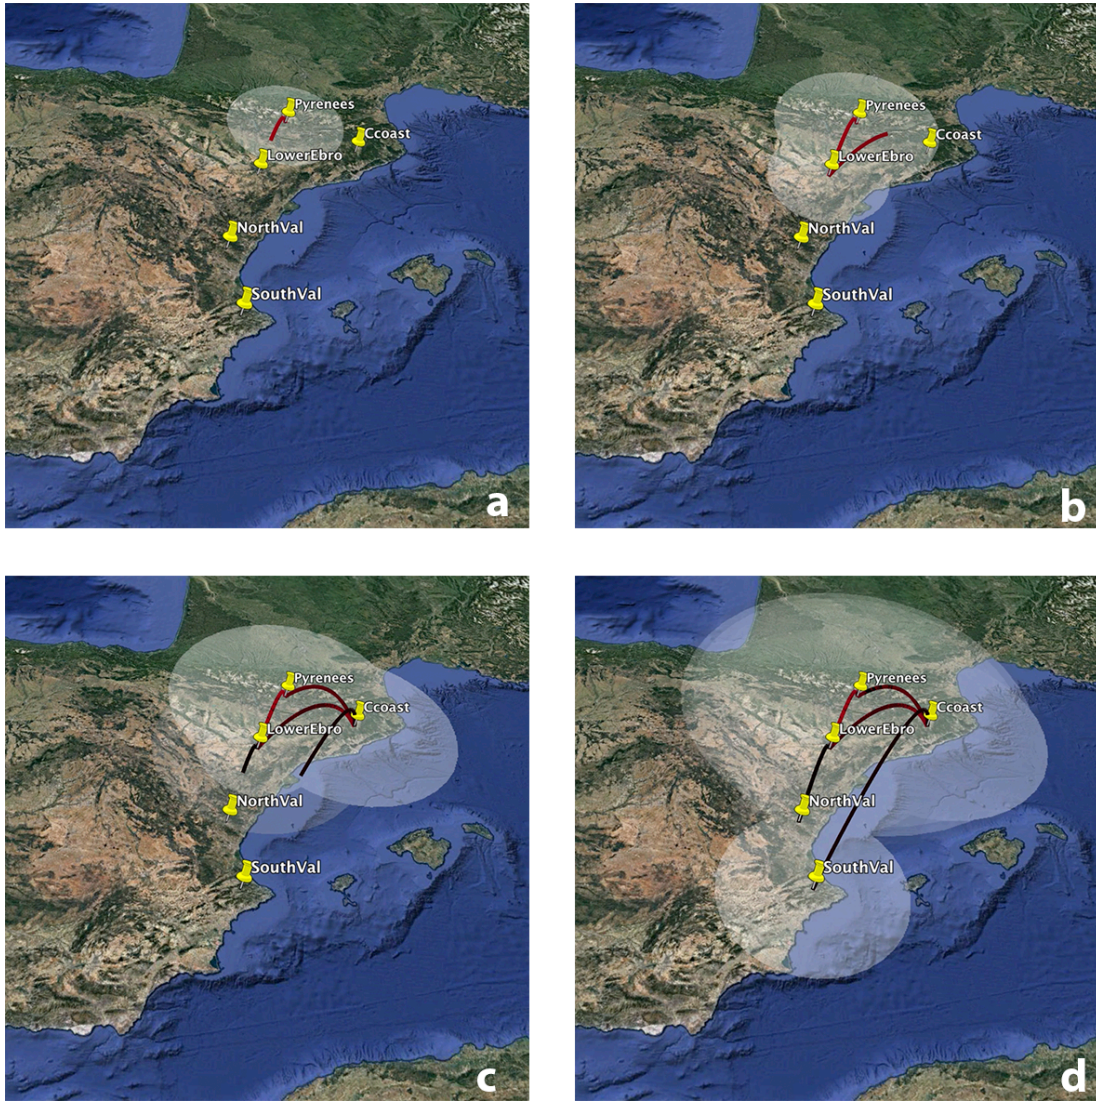 Pyrenees
Ccoast
LowerEbro
NorthVal
SouthVal
a
Pyrenees
Ccoast
LowerEbro
NorthVal
SouthVal
b
Pyrenees
Ccoast
LowerEbro
NorthVal
SouthVal
c
Pyrenees
Ccoast
LowerEbro
NorthVal
SouthVal
d